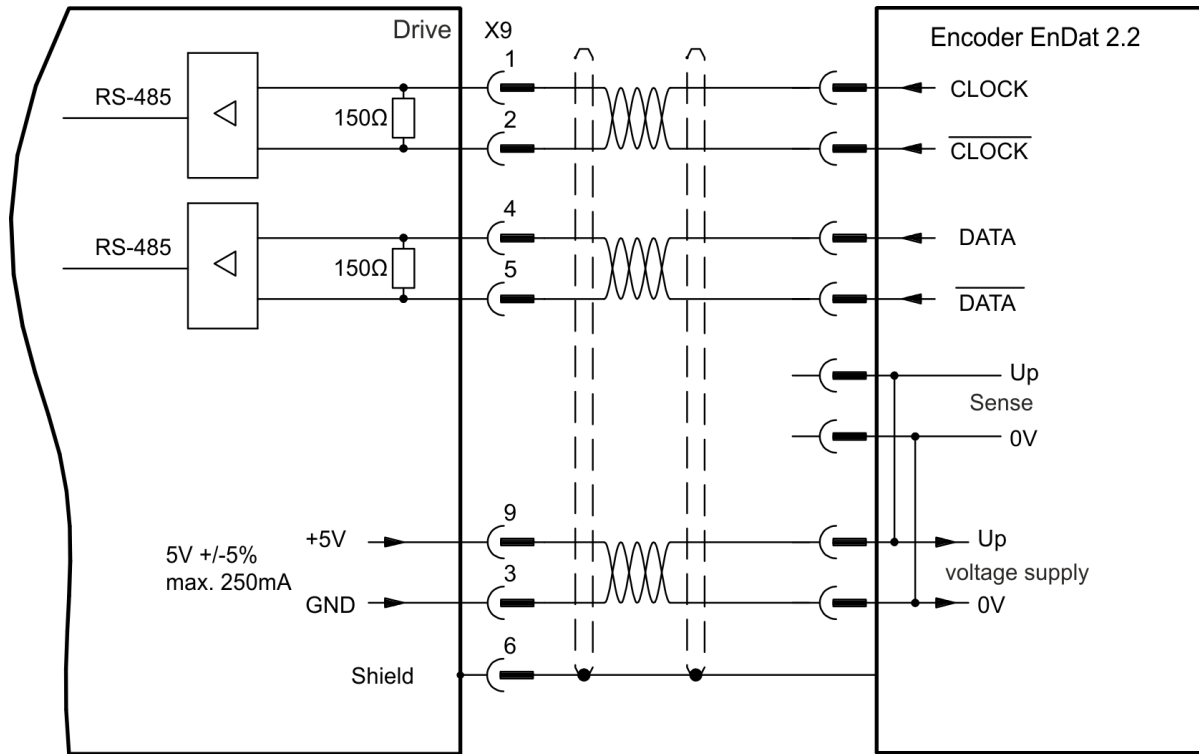 Drive X9
Encoder EnDat 2.2
1
RS-485
CLOCK
150Ω
2
CLOCK
4
RS-485
DATA
150Ω
5
DATA
Up
Sense
0V
9
+5V
Up
5V +/-5%
max. 250mA
voltage supply
3
GND
0V
6
Shield